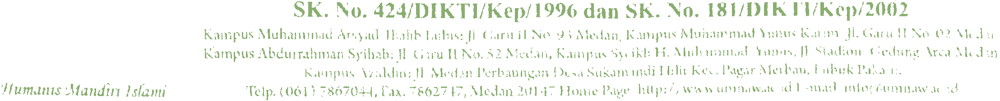 SK. No. 424/DIKTI/Kep/1996 dan SK. No. 181/DIKTI/Kep/2002
Kampus Muhammad Arsyad Thalib Lubis: Jl. Garu II No. 93 Medan, Kampus Muhammad Yunus Karim Jl. Garu II No. 02 Medan
Kampus Abdurrahman Syihab: Jl. Garu II No. 52 Medan, Kampus Syeikh H. Muhammad Yunus, Jl. Stadion Gedung Arca Medan
Kampus Aziddin: Jl. Medan Perbaungan Desa Sukamandi Hilir Kec. Pagar Merbau, Lubuk Pakam.
Humanis Mandiri Islami
Telp. (061) 7867044, Fax. 7862747, Medan 20147 Home Page: http://www.umnaw.ac.id E-mail: info@umnaw.ac.id